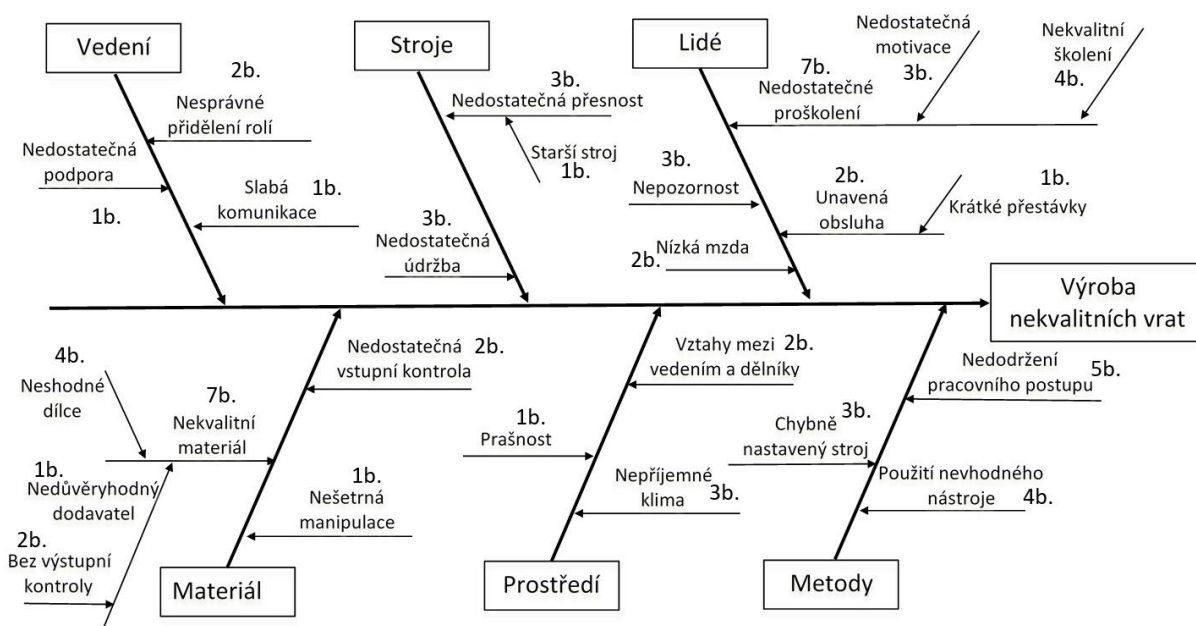 Vedení
2b.
Nesprávné
přidělení rolí
Nedostatečná
podpora
1b.
Slabá
komunikace
1b.
Stroje
3b.
Nedostatečná přesnost
Starší stroj
1b.
3b.
Nedostatečná
údržba
Lidé
7b.
Nedostatečné
proškolení
Nedostatečná
motivace
3b.
Nekvalitní
školení
4b.
3b.
Nepozornost
2b.
Unavená
obsluha
1b.
Krátké přestávky
2b.
Nízká mzda
Výroba
nekvalitních vrat
4b.
Neshodné
dílce
7b.
Nekvalitní
materiál
1b.
Nedůvěryhodný
dodavatel
2b.
Bez výstupní
kontroly
Nedostatečná
vstupní kontrola
2b.
1b.
Nešetrná
manipulace
Materiál
Vztahy mezi
vedením a dělníky
2b.
1b.
Prašnost
Nepříjemné
klima
3b.
Prostředí
Nedodržení
pracovního postupu
5b.
Chybně
3b.
nastavený stroj
Použití nevhodného
nástroje
4b.
Metody